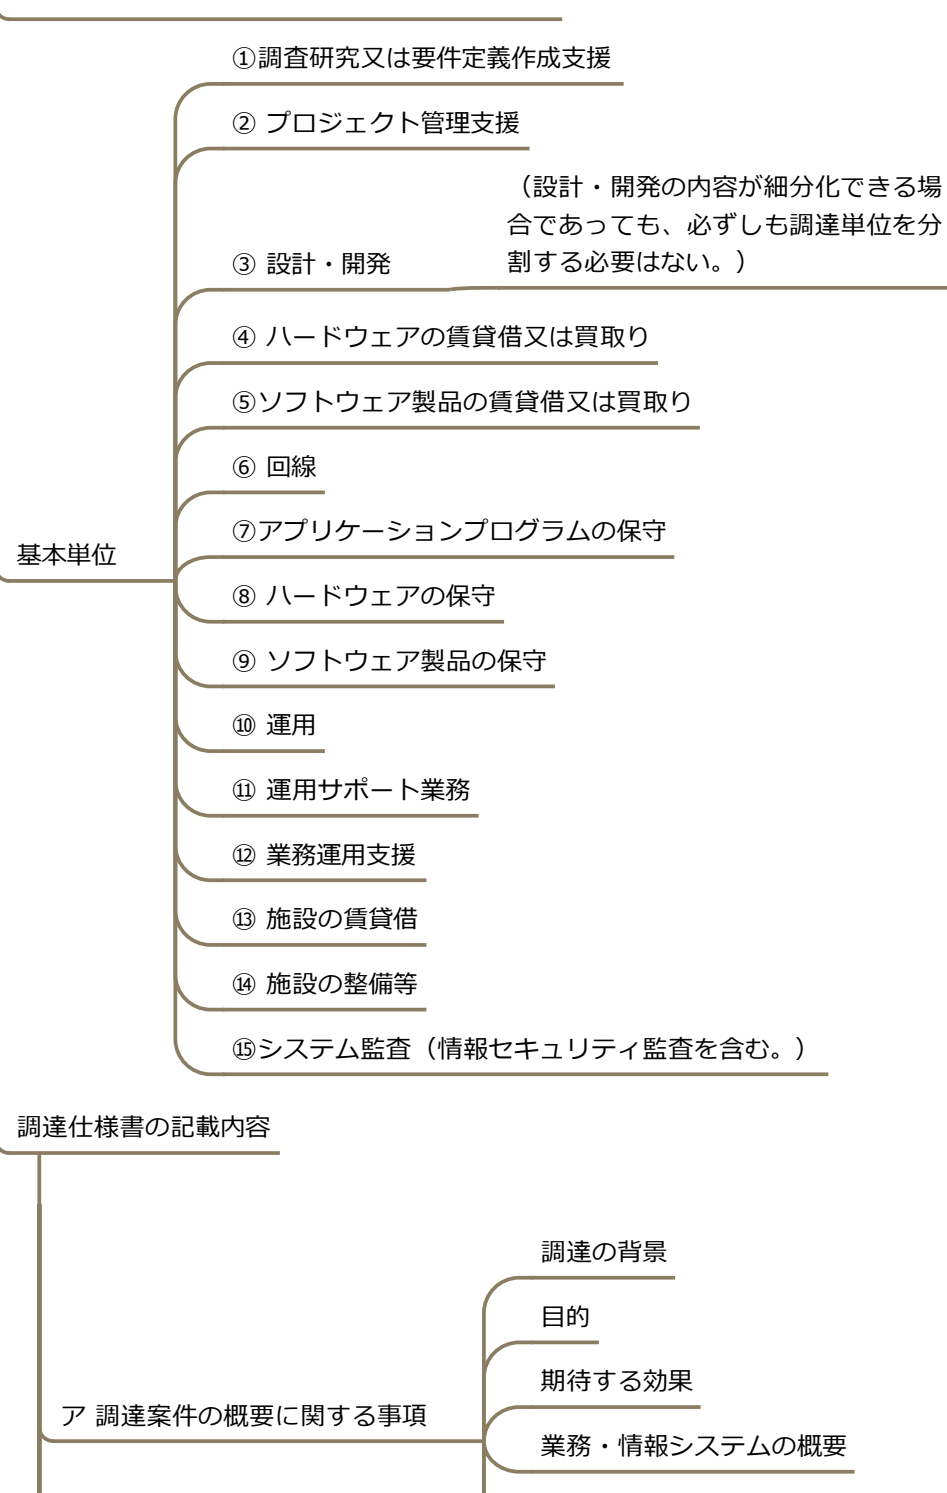 ①調査研究又は要件定義作成支援
② プロジェクト管理支援
（設計・開発の内容が細分化できる場
合であっても、必ずしも調達単位を分
割する必要はない。）
③ 設計・開発
④ ハードウェアの賃貸借又は買取り
⑤ソフトウェア製品の賃貸借又は買取り
⑥ 回線
⑦アプリケーションプログラムの保守
基本単位
⑧ ハードウェアの保守
⑨ ソフトウェア製品の保守
⑩ 運用
⑪ 運用サポート業務
⑫ 業務運用支援
⑬ 施設の賃貸借
⑭ 施設の整備等
⑮システム監査（情報セキュリティ監査を含む。）
調達仕様書の記載内容
調達の背景
目的
期待する効果
ア 調達案件の概要に関する事項
業務・情報システムの概要